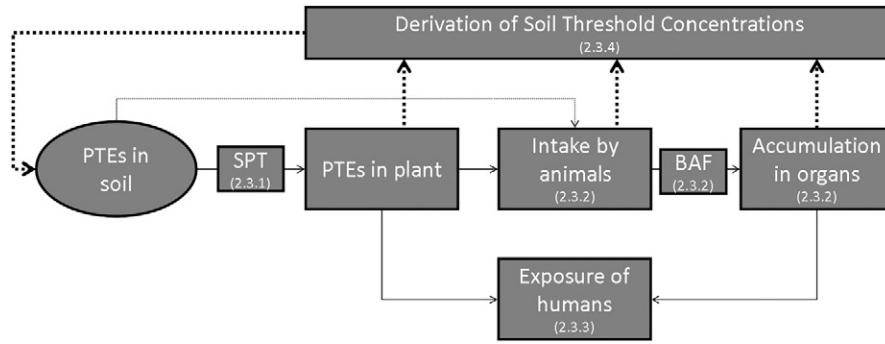 Derivation of Soil Threshold Concentrations
(2.3.4)
PTEs in
soil
SPT
(2.3.1)
PTEs in plant
Intake by
animals
(2.3.2)
BAF
(2.3.2)
Accumulation
in organs
(2.3.2)
Exposure of
humans
(2.3.3)